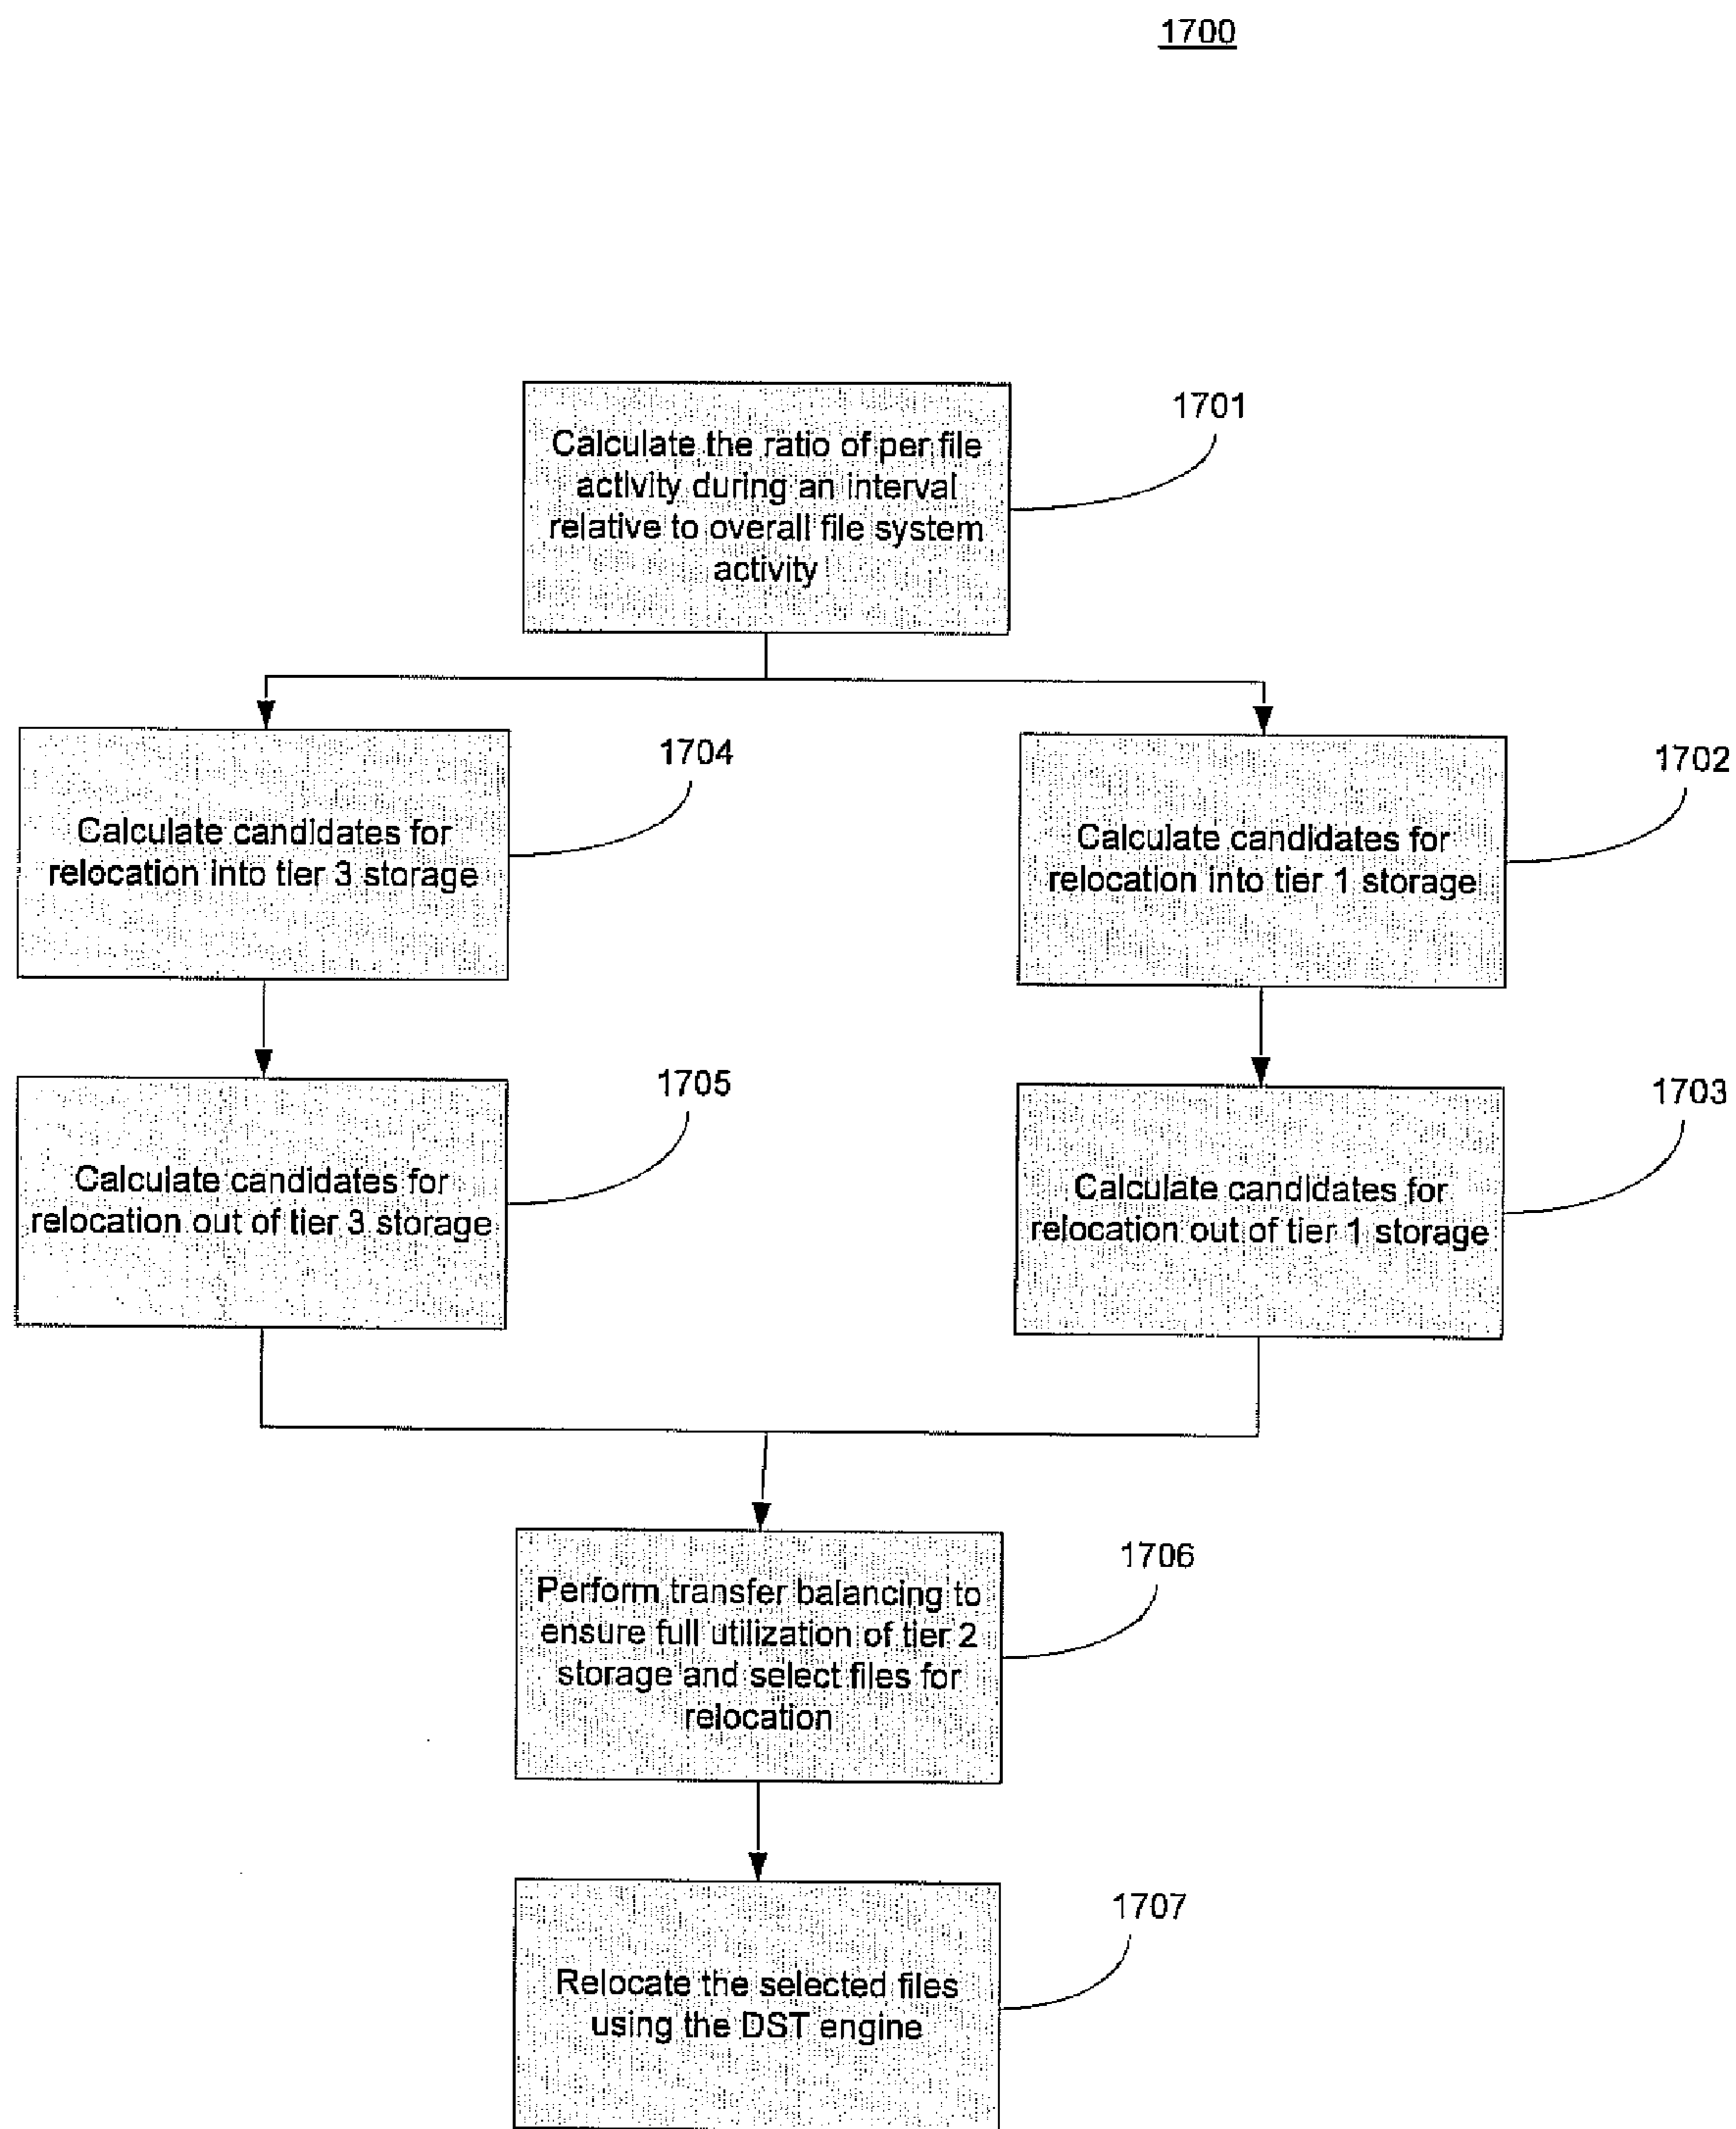 1700
1701
Calculate the ratio of per file
activity during an interval
relative to overall file system
activity
1704
Calculate candidates for
relocation into tier 3 storage
1702
Calculate candidates for
relocation into tier 1 storage
1705
Calculate candidates for
relocation out of tier 3 storage
1703
Calculate candidates for
relocation out of tier 1 storage
1706
Perform transfer balancing to
ensure full utilization of tier 2
storage and select files for
relocation
1707
Relocate the selected files
using the DST engine